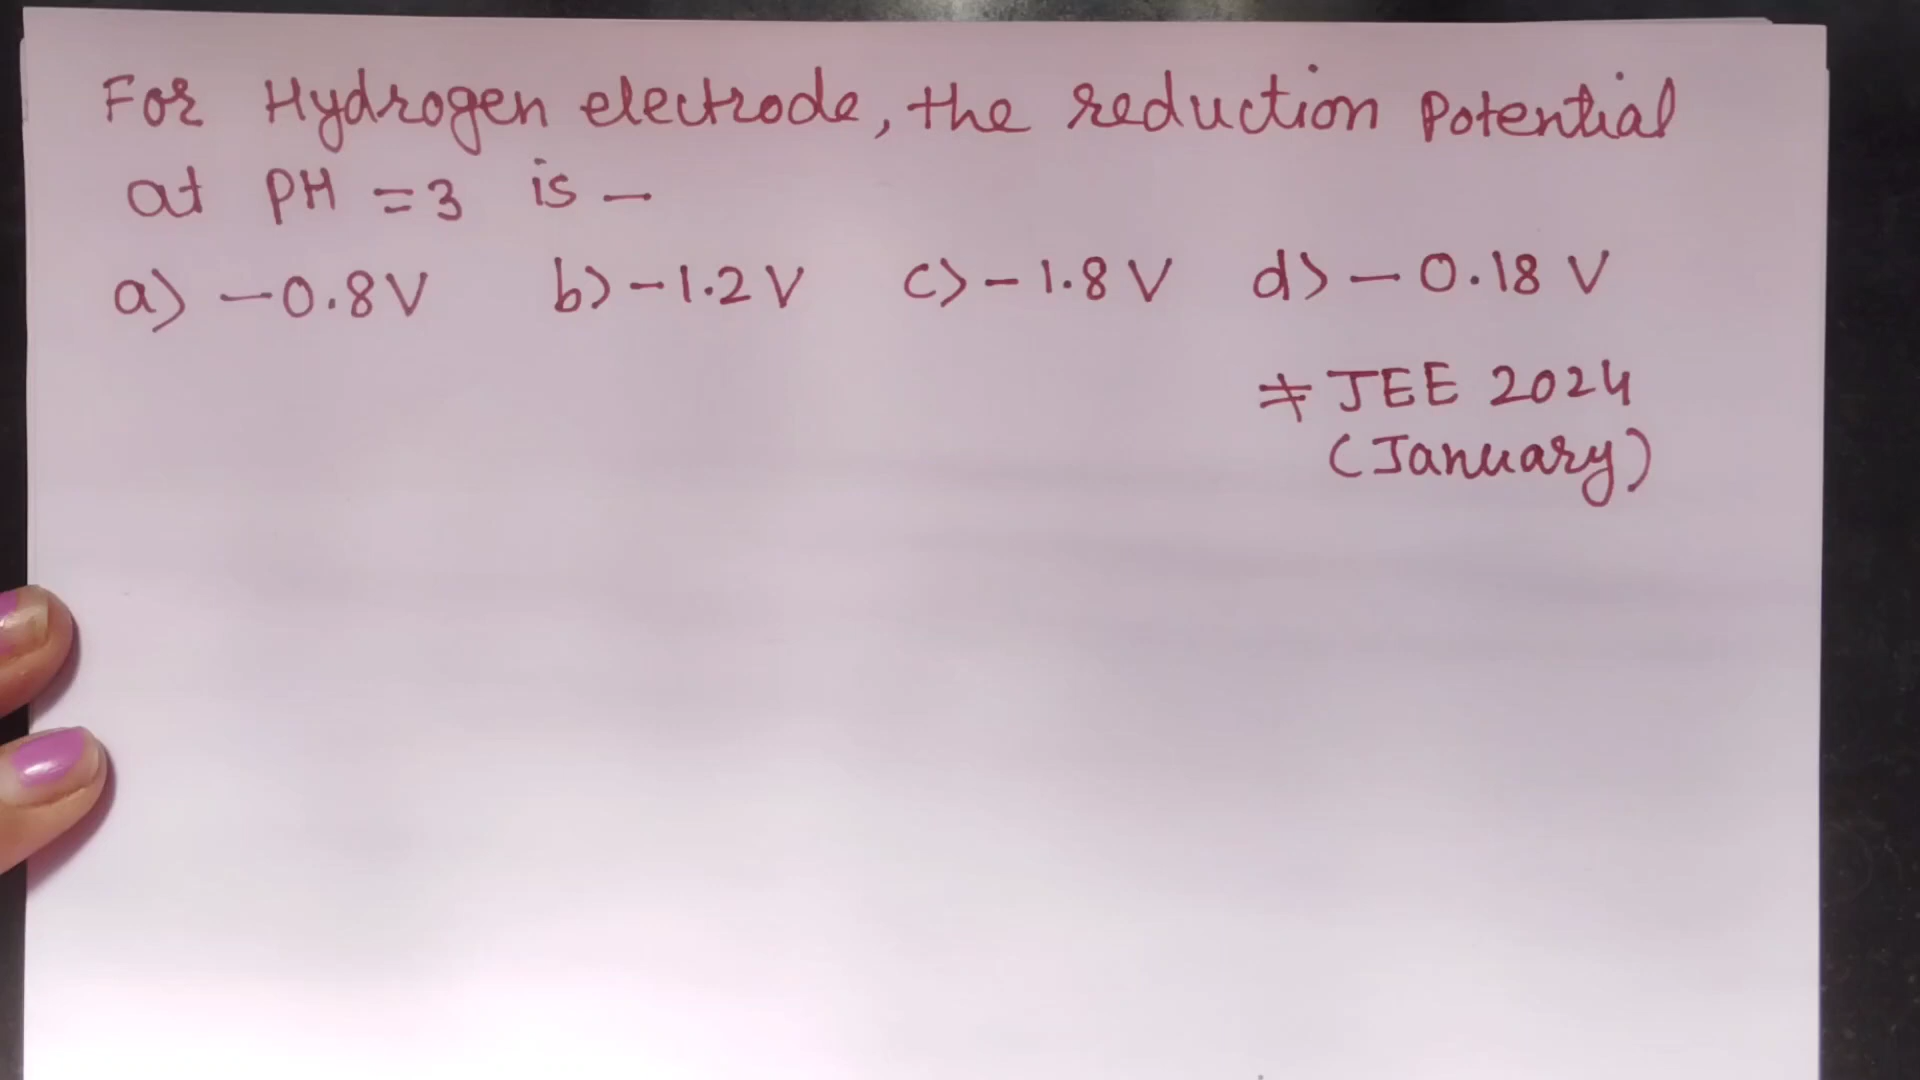 For Hydrogen electrode, the reduction Potential
at PH = 3 is –
a) –0.8V b) –1.2V c) –1.8V d) –0.18 V
* JEE 2024
(January)